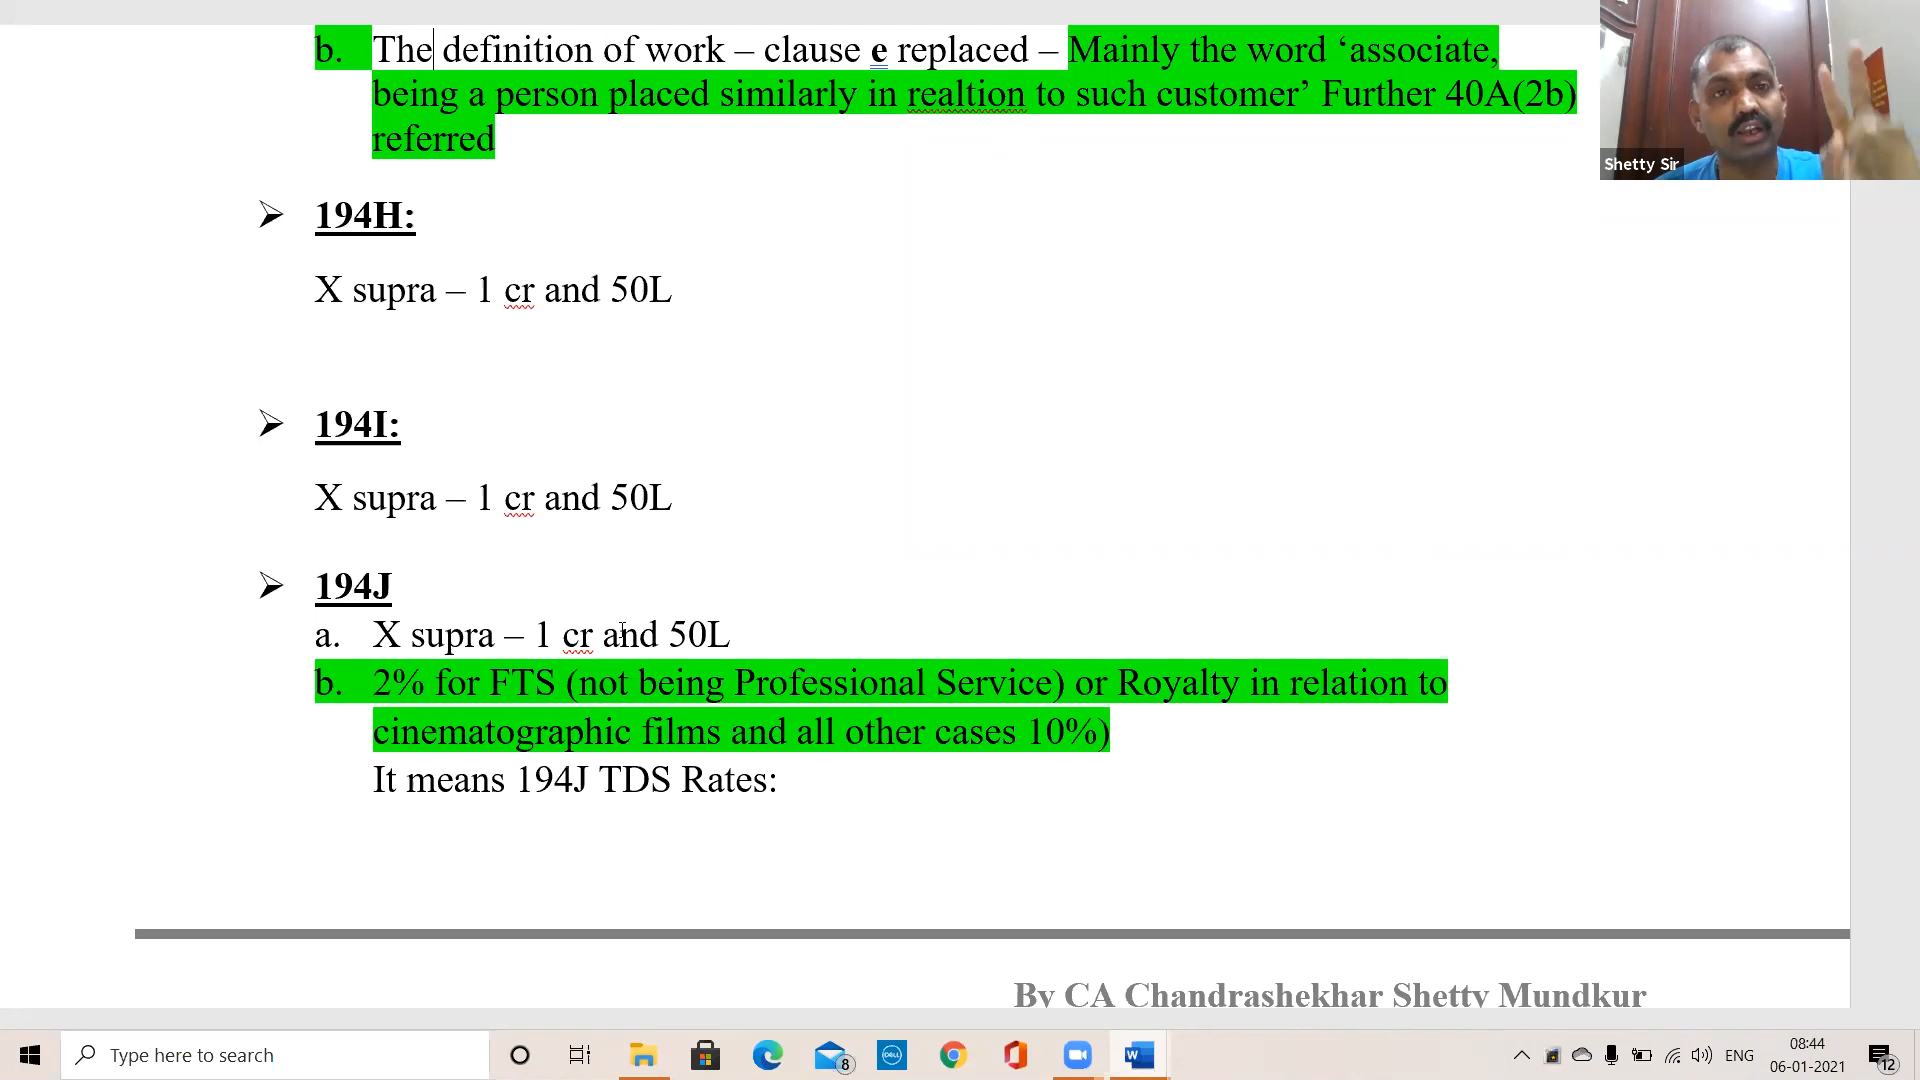 b. The definition of work – clause e replaced – Mainly the word ‘associate,
being a person placed similarly in realtion to such customer’ Further 40A(2b)
referred
Shetty Sir
➢ 194H:
X supra – 1 cr and 50L
➢ 194I:
X supra – 1 cr and 50L
➢ 194J
a. X supra – 1 cr and 50L
b. 2% for FTS (not being Professional Service) or Royalty in relation to
cinematographic films and all other cases 10%)
It means 194J TDS Rates:
By CA Chandrashekhar Shetty Mundkur
Type here to search
8
DELL
W
ENG
08:44
06-01-2021
12